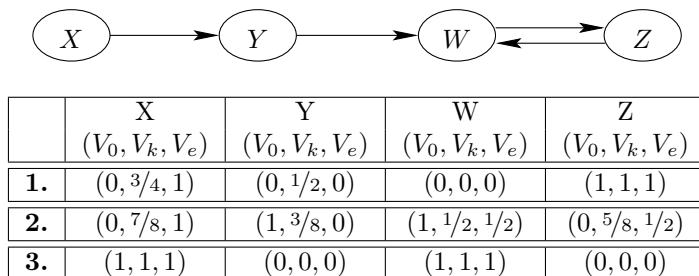 X Y W Z
X Y W Z
(V₀, Vₖ, Vₑ) (V₀, Vₖ, Vₑ) (V₀, Vₖ, Vₑ) (V₀, Vₖ, Vₑ)
1. (0, 3/4, 1) (0, 1/2, 0) (0, 0, 0) (1, 1, 1)
2. (0, 7/8, 1) (1, 3/8, 0) (1, 1/2, 1/2) (0, 5/8, 1/2)
3. (1, 1, 1) (0, 0, 0) (1, 1, 1) (0, 0, 0)